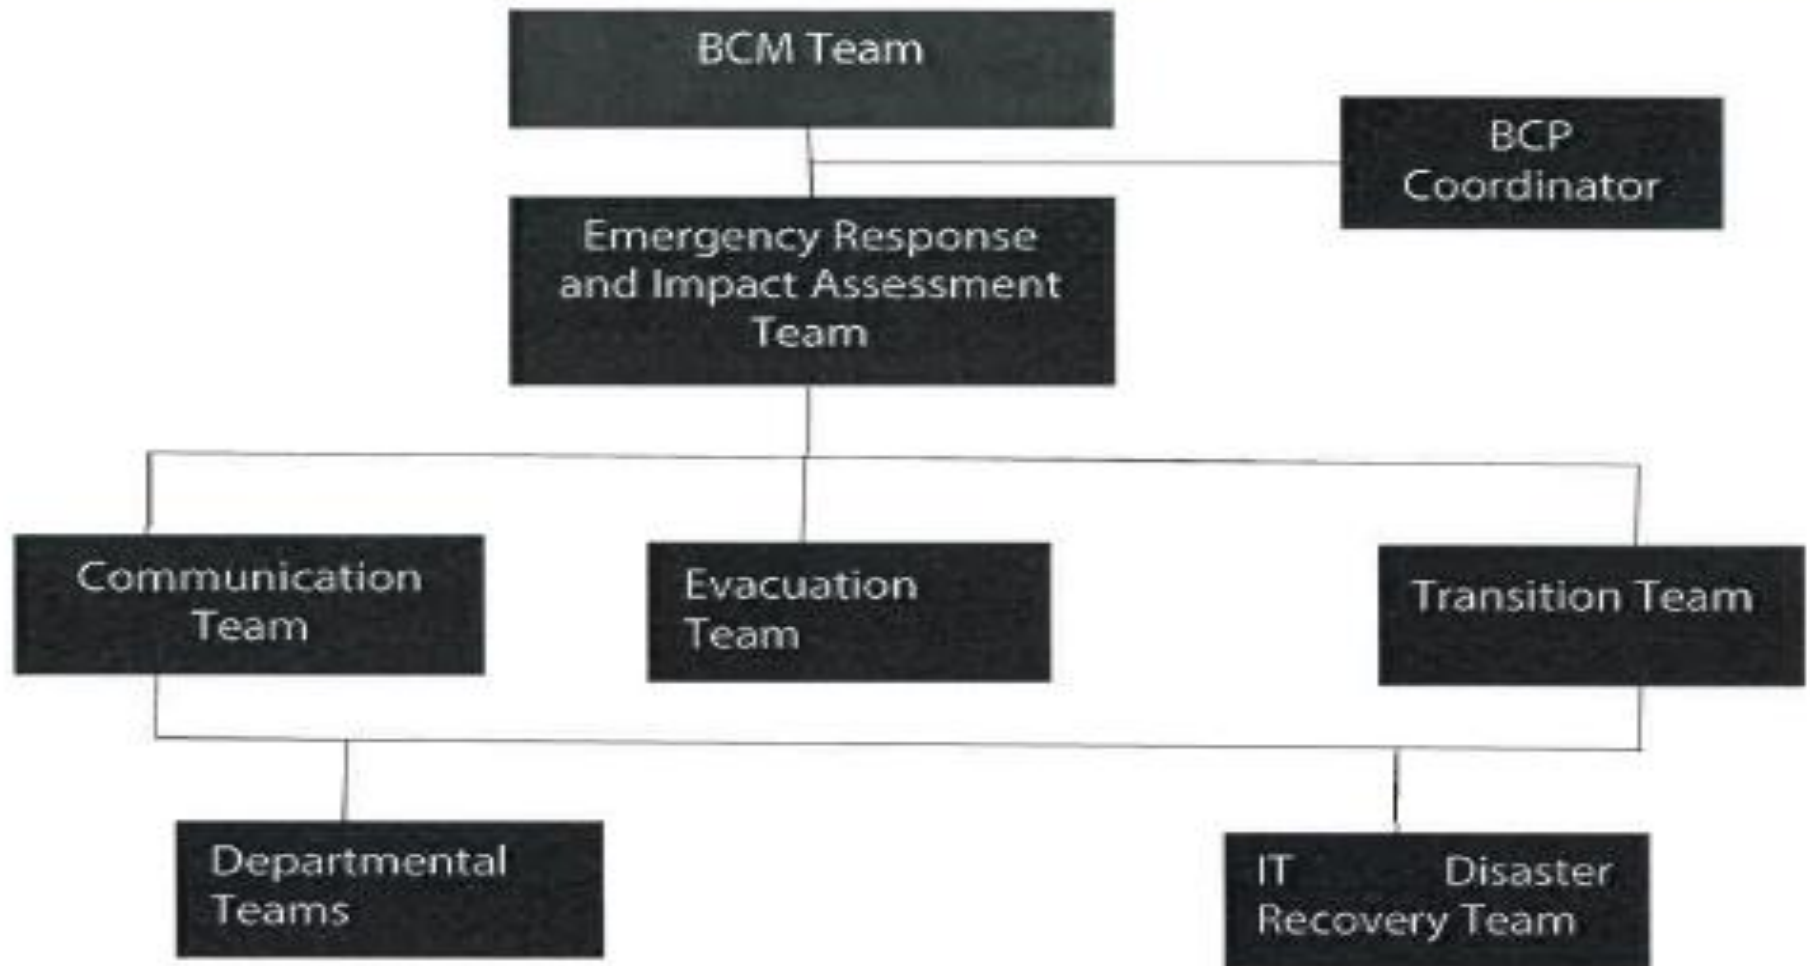 BCM Team
BCP
Coordinator
Emergency Response
and Impact Assessment
Team
Communication
Team
Evacuation
Team
Transition Team
Departmental
Teams
IT Disaster
Recovery Team